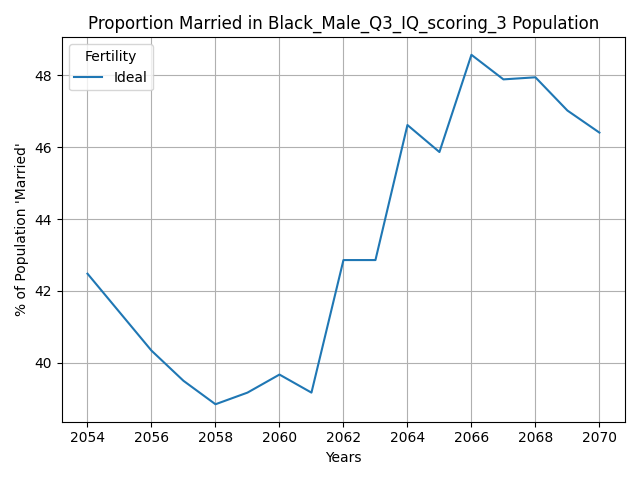 Proportion Married in Black_Male_Q3_IQ_scoring_3 Population
Fertility
Ideal
% of Population 'Married'
48
46
44
42
40
2054 2056 2058 2060 2062 2064 2066 2068 2070
Years